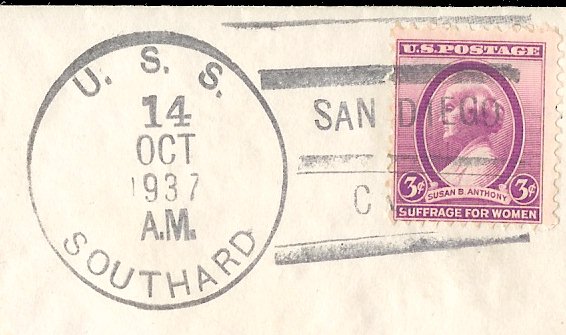 U. S. S.
14
OCT
1937
A.M.
SOUTHARD
SAN DIEGO
U.S. POSTAGE
3¢ SUSAN B. ANTHONY 3¢
SUFFRAGE FOR WOMEN